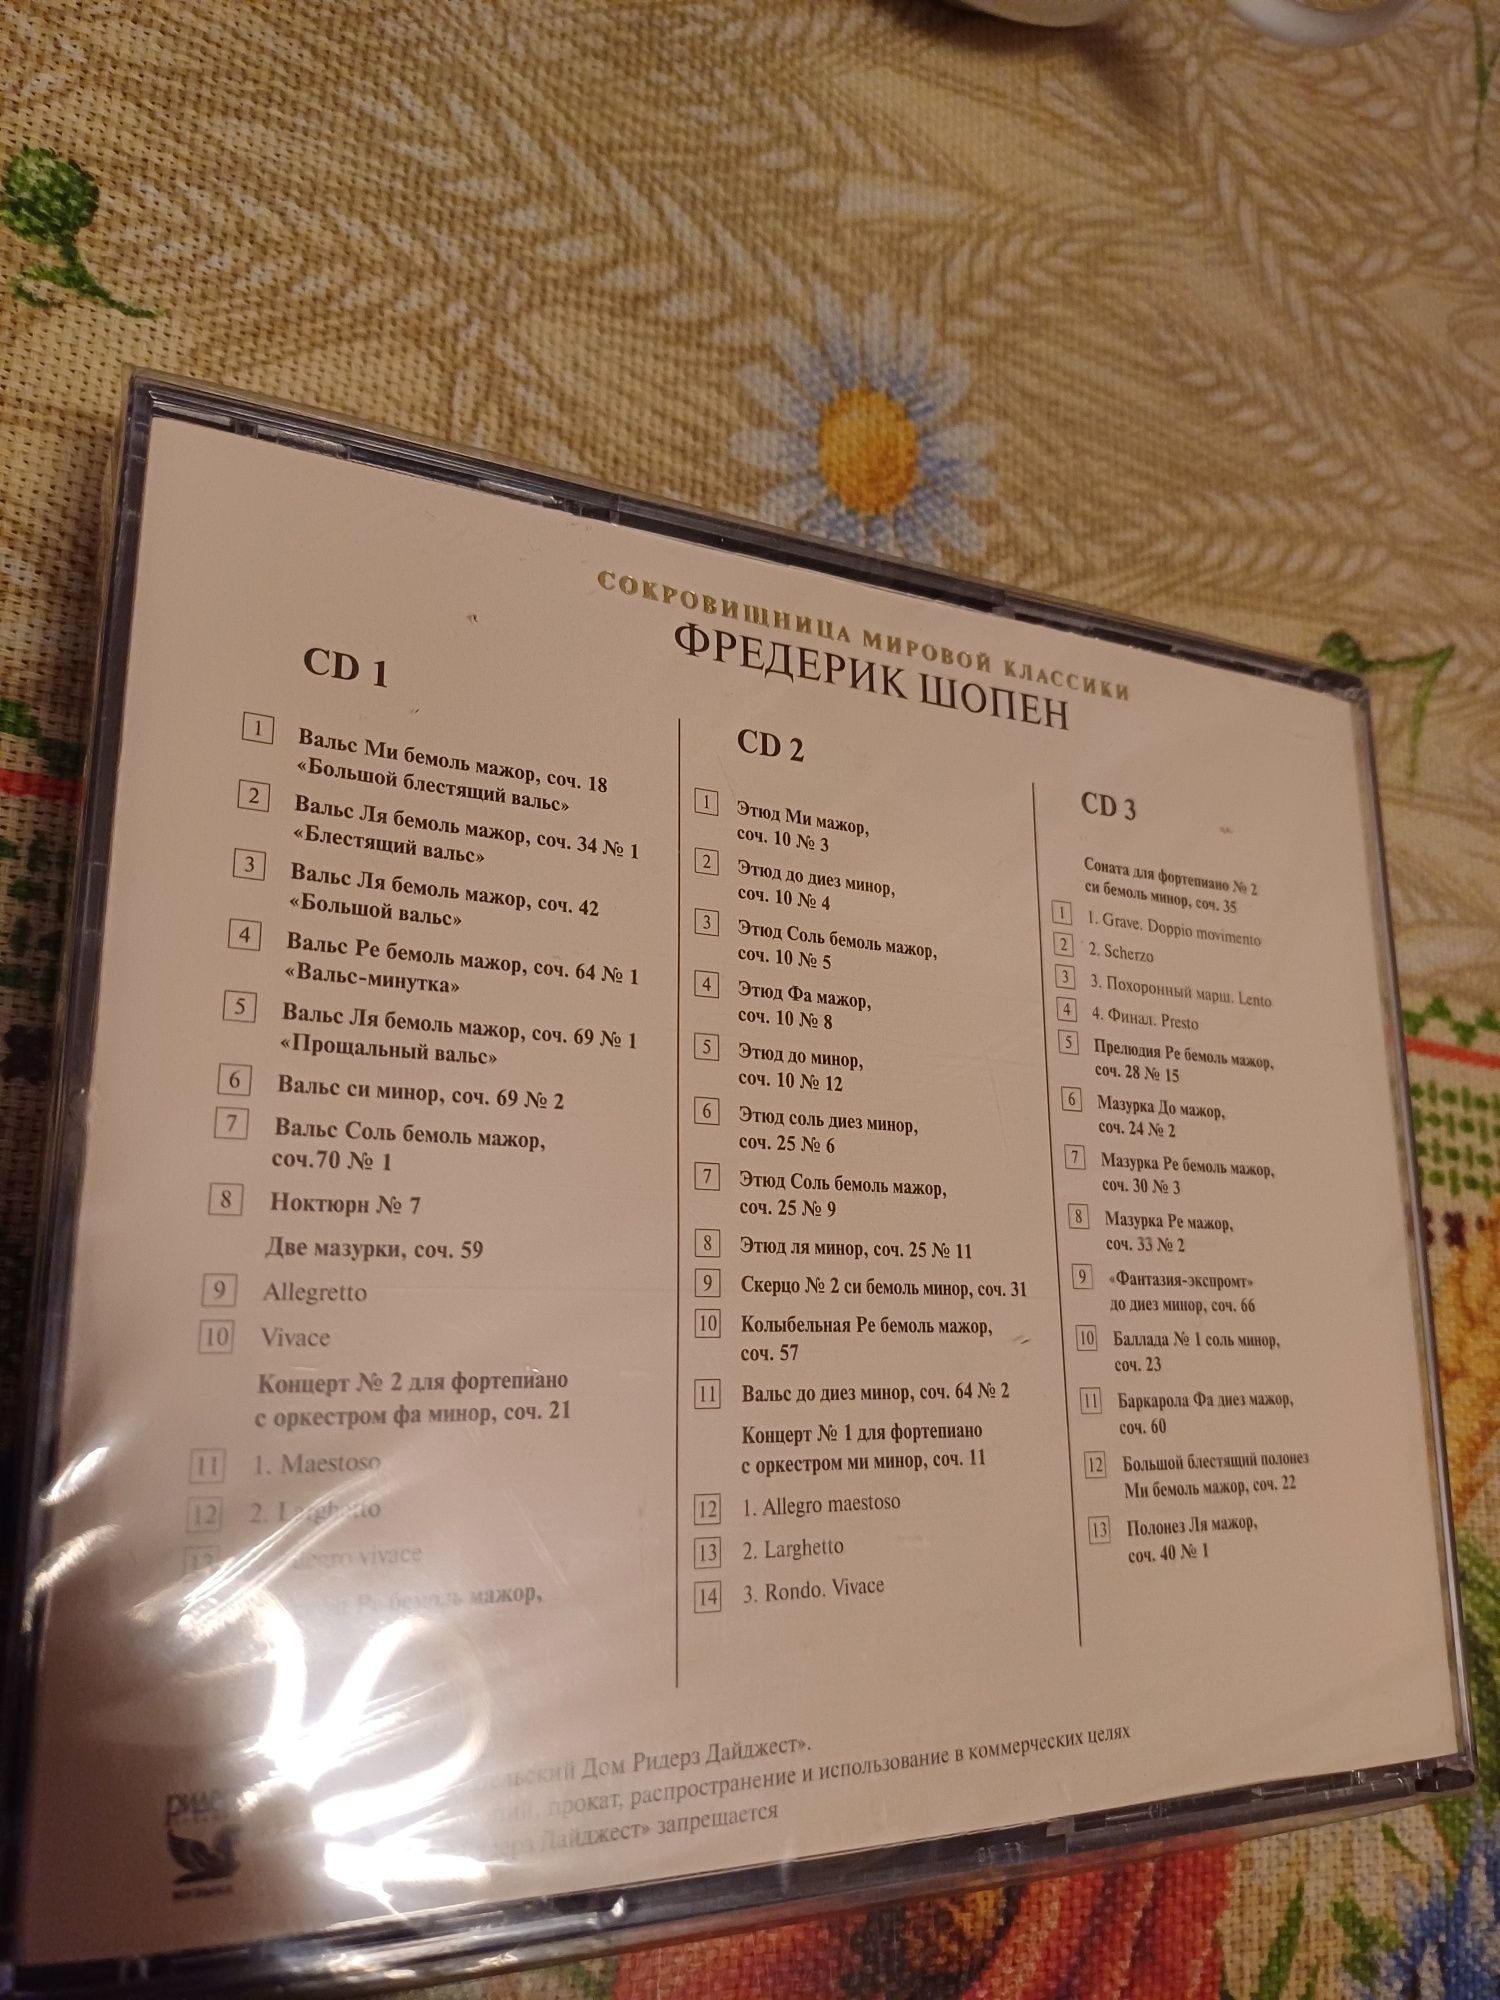 СОКРОВИЩНИЦА МИРОВОЙ КЛАССИКИ
ФРЕДЕРИК ШОПЕН
CD 1
1 Вальс Ми бемоль мажор, соч. 18
«Большой блестящий вальс»
2 Вальс Ля бемоль мажор, соч. 34 № 1
«Блестящий вальс»
3 Вальс Ля бемоль мажор, соч. 42
«Большой вальс»
4 Вальс Ре бемоль мажор, соч. 64 № 1
«Вальс-минутка»
5 Вальс Ля бемоль мажор, соч. 69 № 1
«Прощальный вальс»
6 Вальс си минор, соч. 69 № 2
7 Вальс Соль бемоль мажор,
соч.70 № 1
8 Ноктюрн № 7
Две мазурки, соч. 59
9 Allegretto
10 Vivace
Концерт № 2 для фортепиано
с оркестром фа минор, соч. 21
11 1. Maestoso
12 2. Larghetto
13 vivace
Ре бемоль мажор,
CD 2
1 Этюд Ми мажор,
соч. 10 № 3
2 Этюд до диез минор,
соч. 10 № 4
3 Этюд Соль бемоль мажор,
соч. 10 № 5
4 Этюд Фа мажор,
соч. 10 № 8
5 Этюд до минор,
соч. 10 № 12
6 Этюд соль диез минор,
соч. 25 № 6
7 Этюд Соль бемоль мажор,
соч. 25 № 9
8 Этюд ля минор, соч. 25 № 11
9 Скерцо № 2 си бемоль минор, соч. 31
10 Колыбельная Ре бемоль мажор,
соч. 57
11 Вальс до диез минор, соч. 64 № 2
Концерт № 1 для фортепиано
с оркестром ми минор, соч. 11
12 1. Allegro maestoso
13 2. Larghetto
14 3. Rondo. Vivace
CD 3
Соната для фортепиано № 2
си бемоль минор, соч. 35
1 1. Grave. Doppio movimento
2 2. Scherzo
3 3. Похоронный марш. Lento
4 4. Финал. Presto
5 Прелюдия Ре бемоль мажор,
соч. 28 № 15
6 Мазурка До мажор,
соч. 24 № 2
7 Мазурка Ре бемоль мажор,
соч. 30 № 3
8 Мазурка Ре мажор,
соч. 33 № 2
9 «Фантазия-экспромт»
до диез минор, соч. 66
10 Баллада № 1 соль минор,
соч. 23
11 Баркарола Фа диез мажор,
соч. 60
12 Большой блестящий полонез
Ми бемоль мажор, соч. 22
13 Полонез Ля мажор,
соч. 40 № 1
Дом Ридерз Дайджест».
прокат, распространение и использование в коммерческих целях
Дайджест» запрещается